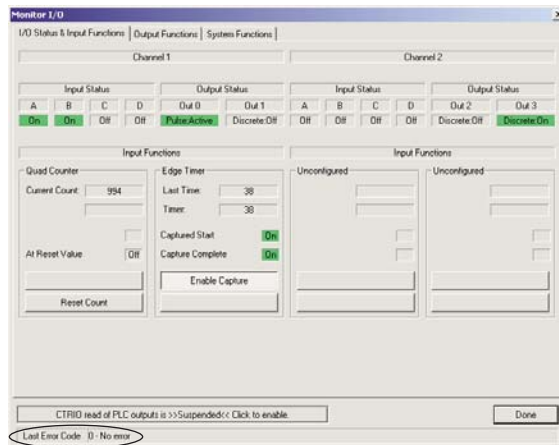 Monitor I/O
I/O Status & Input Functions Output Functions System Functions
Channel 1 Channel 2
Input Status Output Status Input Status Output Status
A B C D Out 0 Out 1 A B C D Out 2 Out 3
On On Off Off Pulse:Active Discrete:Off Off Off Off Off Discrete:Off Discrete:On
Input Functions Input Functions
Quad Counter Edge Timer Unconfigured Unconfigured
Current Count: 994 Last Time: 38
Timer: 38
Captured Start On
At Reset Value Off Capture Complete On
Enable Capture
Reset Count
CTRIO read of PLC outputs is >>Suspended<< Click to enable. Done
Last Error Code 0 - No error